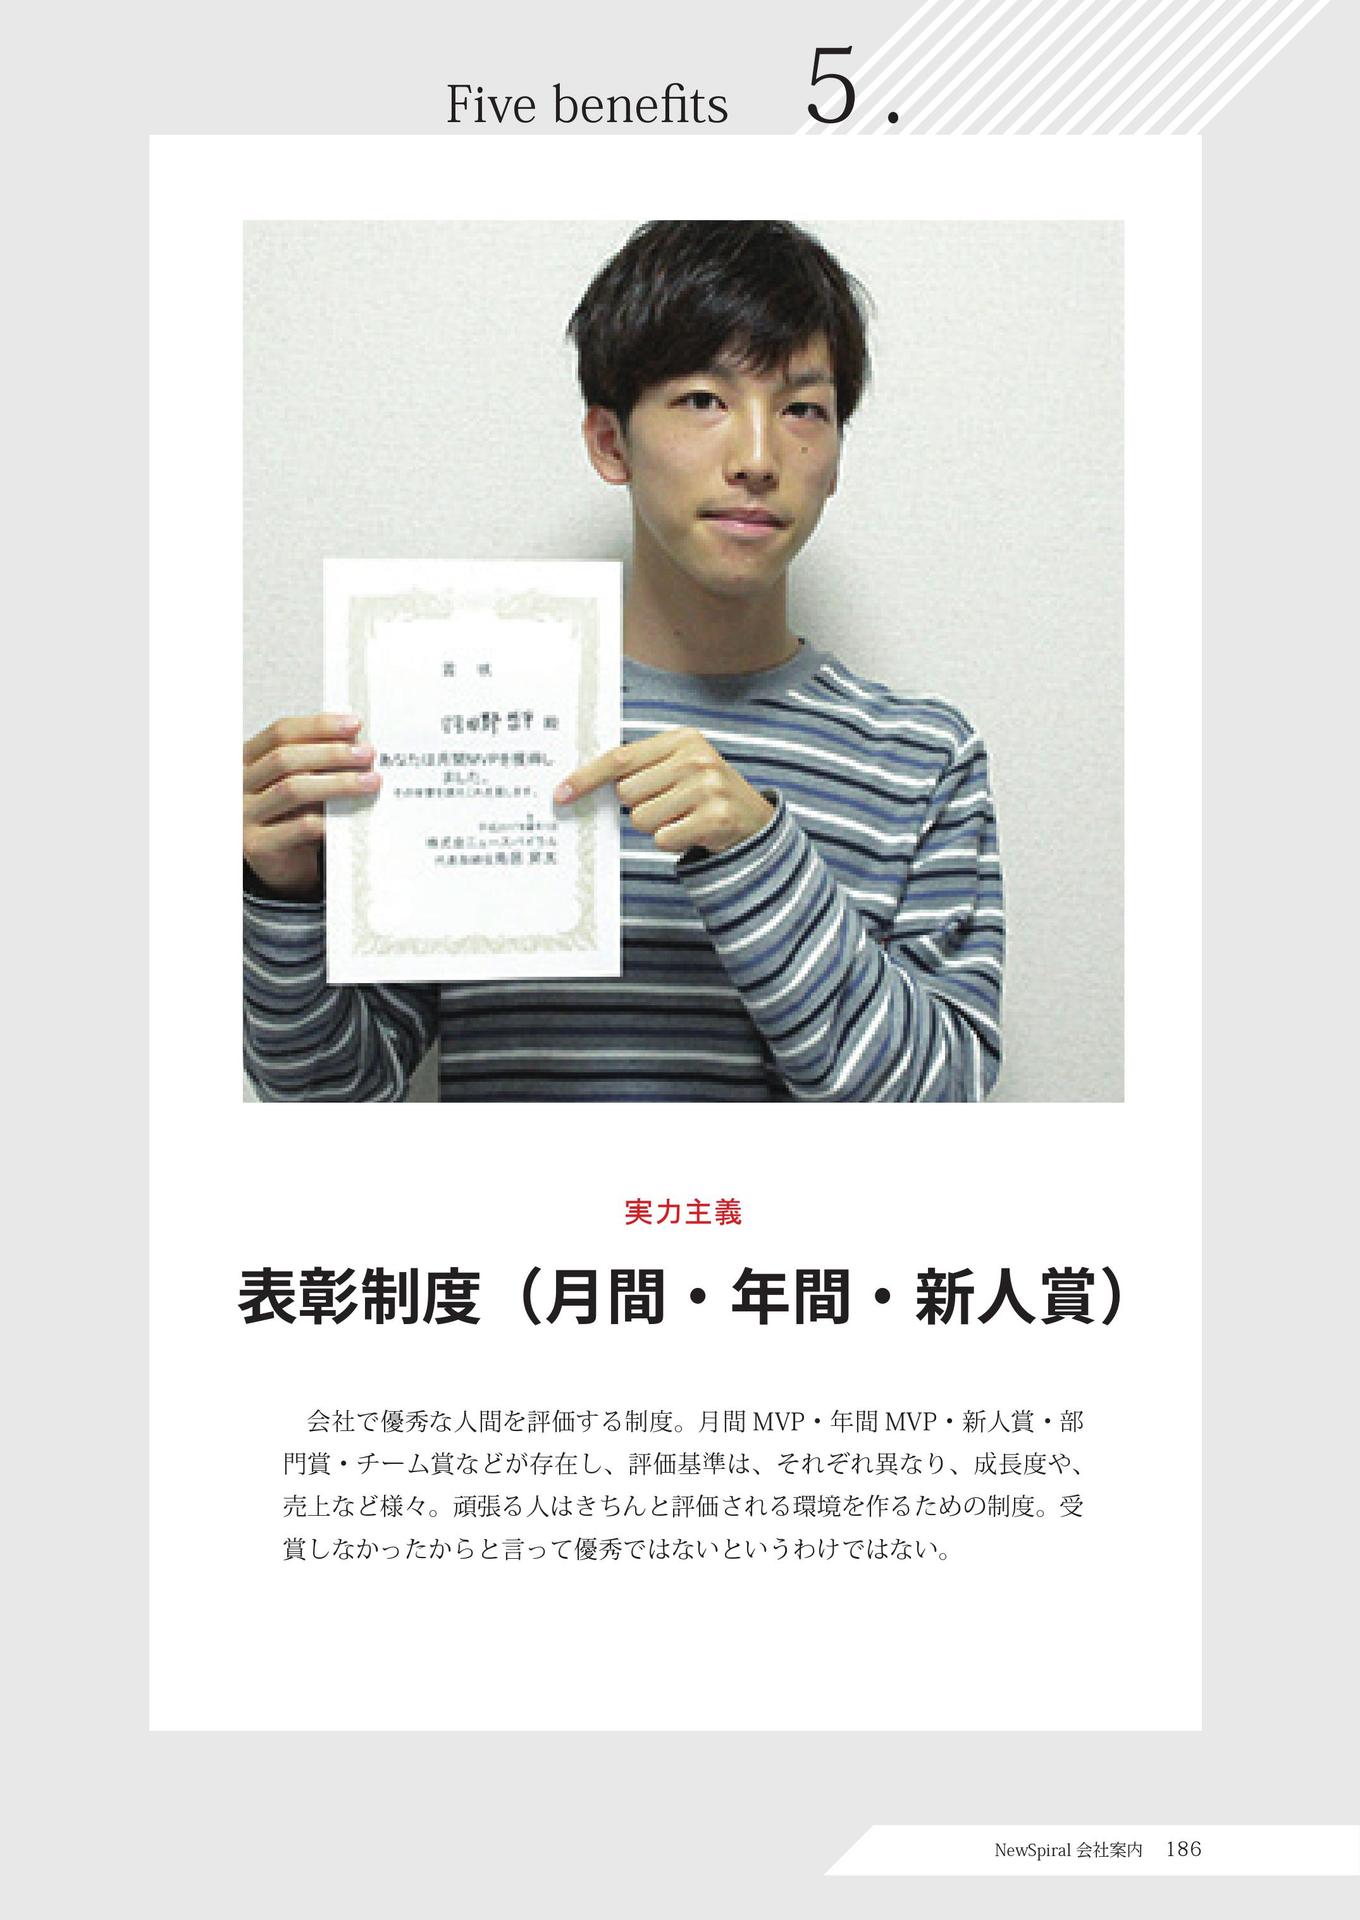 Five benefits 5.
賞 状
殿
あなたは月間MVPを獲得し
ました。
株式会ニュースパイラル
実力主義
表彰制度（月間・年間・新人賞）
会社で優秀な人間を評価する制度。月間 MVP・年間 MVP・新人賞・部
門賞・チーム賞などが存在し、評価基準は、それぞれ異なり、成長度や、
売上など様々。頑張る人はきちんと評価される環境を作るための制度。受
賞しなかったからと言って優秀ではないというわけではない。
NewSpiral 会社案内 186